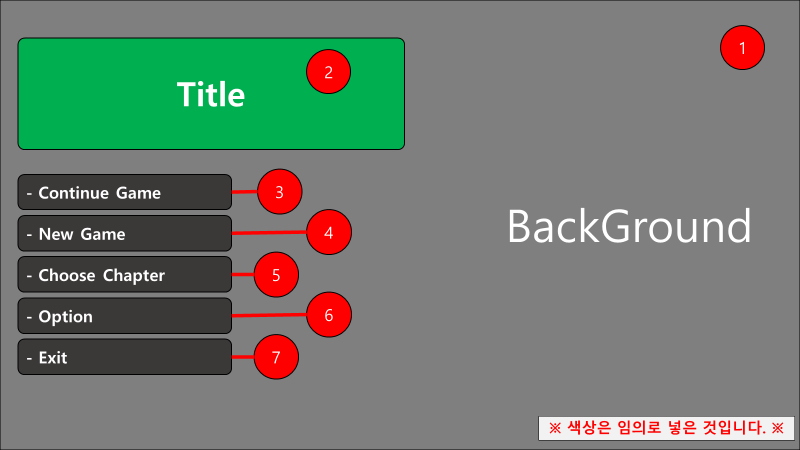 1
Title
2
- Continue Game
3
- New Game
4
- Choose Chapter
5
- Option
6
- Exit
7
BackGround
※ 색상은 임의로 넣은 것입니다. ※